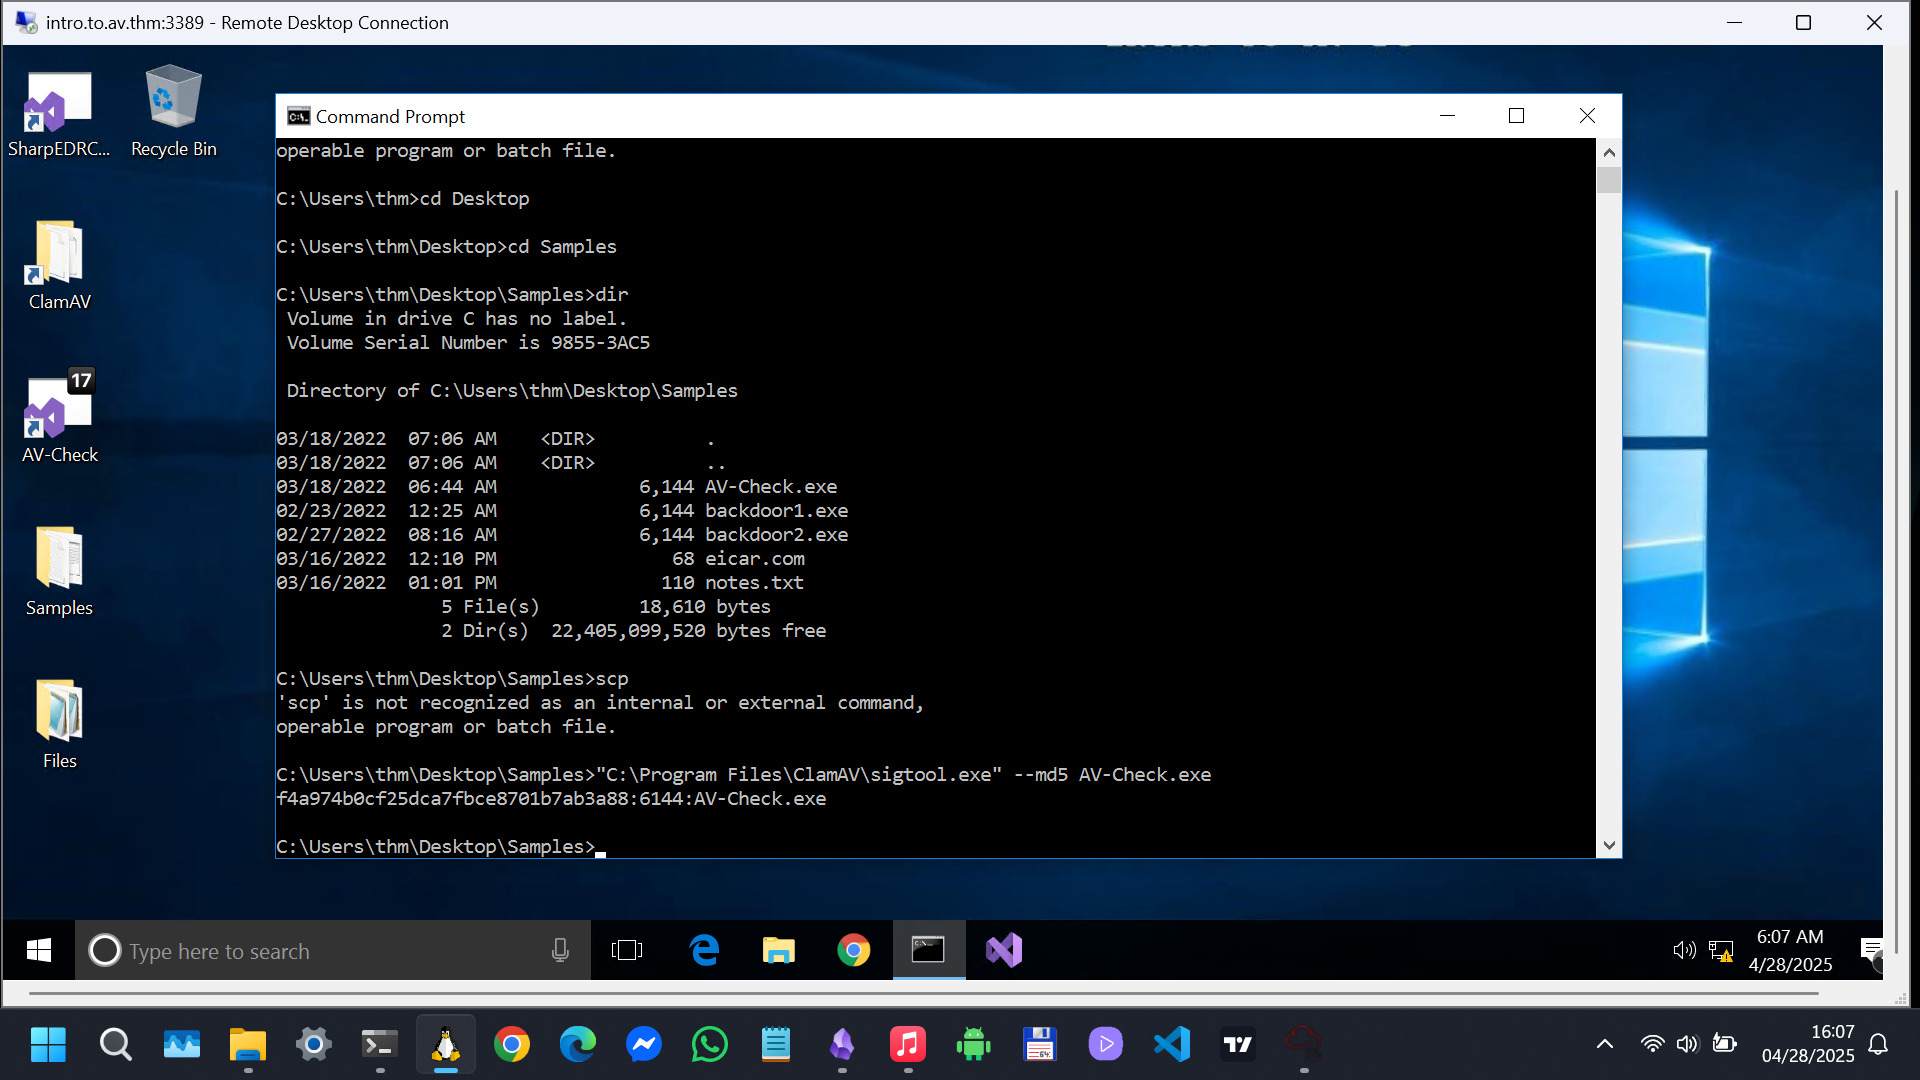 intro.to.av.thm:3389 - Remote Desktop Connection
SharpEDRC...
Recycle Bin
ClamAV
17
AV-Check
Samples
Files
Command Prompt
operable program or batch file.
C:\Users\thm>cd Desktop
C:\Users\thm\Desktop>cd Samples
C:\Users\thm\Desktop\Samples>dir
Volume in drive C has no label.
Volume Serial Number is 9855-3AC5
Directory of C:\Users\thm\Desktop\Samples
03/18/2022  07:06 AM    <DIR>          .
03/18/2022  07:06 AM    <DIR>          ..
03/18/2022  06:44 AM             6,144 AV-Check.exe
02/23/2022  12:25 AM             6,144 backdoor1.exe
02/27/2022  08:16 AM             6,144 backdoor2.exe
03/16/2022  12:10 PM                68 eicar.com
03/16/2022  01:01 PM               110 notes.txt
5 File(s)         18,610 bytes
2 Dir(s)  22,405,099,520 bytes free
C:\Users\thm\Desktop\Samples>scp
'scp' is not recognized as an internal or external command,
operable program or batch file.
C:\Users\thm\Desktop\Samples>"C:\Program Files\ClamAV\sigtool.exe" --md5 AV-Check.exe
f4a974b0cf25dca7fbce8701b7ab3a88:6144:AV-Check.exe
C:\Users\thm\Desktop\Samples>
Type here to search
6:07 AM
4/28/2025
16:07
04/28/2025